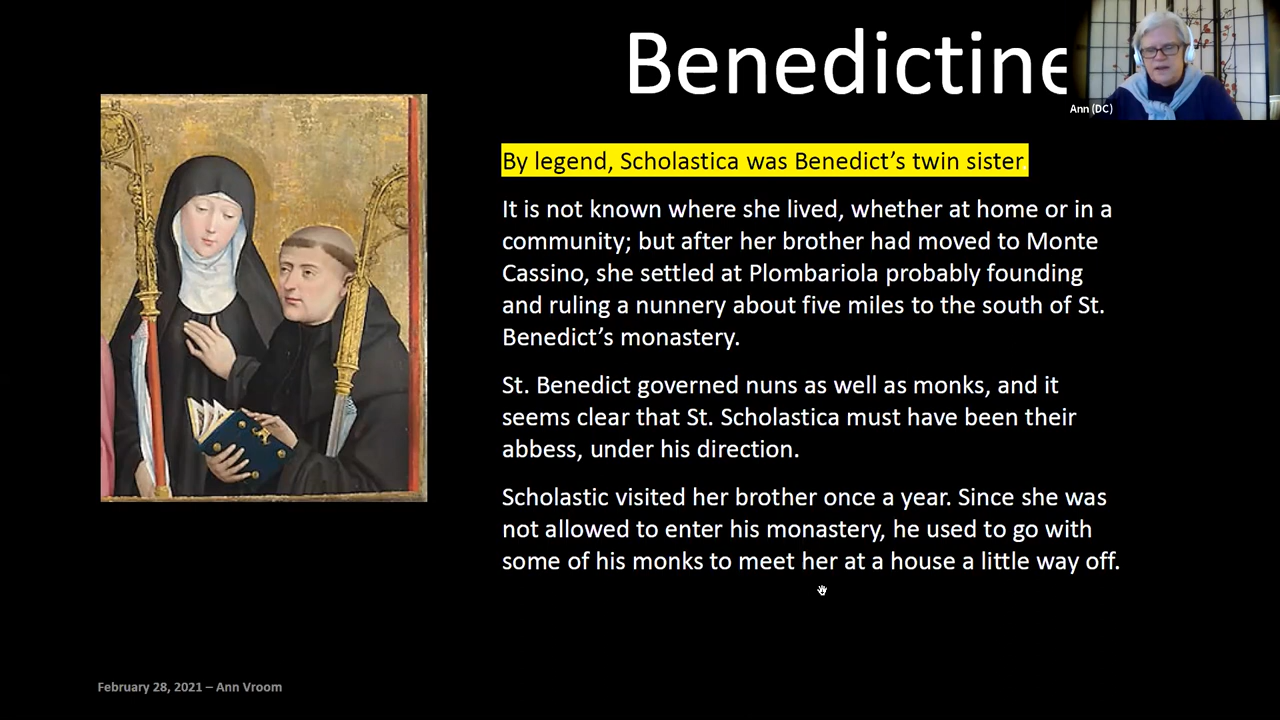 Benedictine
Ann (DC)
By legend, Scholastica was Benedict’s twin sister
It is not known where she lived, whether at home or in a
community; but after her brother had moved to Monte
Cassino, she settled at Plombariola probably founding
and ruling a nunnery about five miles to the south of St.
Benedict’s monastery.
St. Benedict governed nuns as well as monks, and it
seems clear that St. Scholastica must have been their
abbess, under his direction.
Scholastic visited her brother once a year. Since she was
not allowed to enter his monastery, he used to go with
some of his monks to meet her at a house a little way off.
February 28, 2021 – Ann Vroom